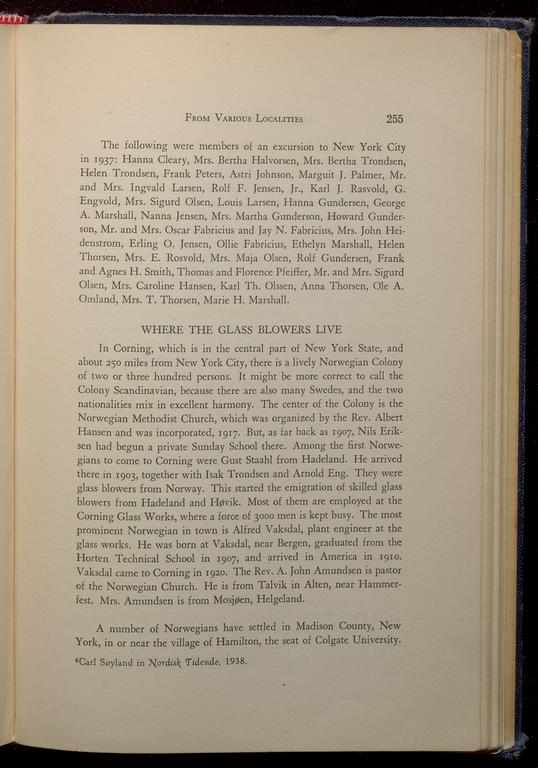 FROM VARIOUS LOCALITIES 255
The following were members of an excursion to New York City
in 1937: Hanna Cleary, Mrs. Bertha Halvorsen, Mrs. Bertha Trondsen,
Helen Trondsen, Frank Peters, Astri Johnson, Marguit J. Palmer, Mr.
and Mrs. Ingvald Larsen, Rolf F. Jensen, Jr., Karl J. Rasvold, G.
Engvold, Mrs. Sigurd Olsen, Louis Larsen, Hanna Gundersen, George
A. Marshall, Nanna Jensen, Mrs. Martha Gunderson, Howard Gunder-
son, Mr. and Mrs. Oscar Fabricius and Jay N. Fabricius, Mrs. John Hei-
denstrom, Erling O. Jensen, Ollie Fabricius, Ethelyn Marshall, Helen
Thorsen, Mrs. E. Rosvold, Mrs. Maja Olsen, Rolf Gundersen, Frank
and Agnes H. Smith, Thomas and Florence Pfeiffer, Mr. and Mrs. Sigurd
Olsen, Mrs. Caroline Hansen, Karl Th. Olssen, Anna Thorsen, Ole A.
Omland, Mrs. T. Thorsen, Marie H. Marshall.
WHERE THE GLASS BLOWERS LIVE
In Corning, which is in the central part of New York State, and
about 250 miles from New York City, there is a lively Norwegian Colony
of two or three hundred persons. It might be more correct to call the
Colony Scandinavian, because there are also many Swedes, and the two
nationalities mix in excellent harmony. The center of the Colony is the
Norwegian Methodist Church, which was organized by the Rev. Albert
Hansen and was incorporated, 1917. But, as far back as 1907, Nils Erik-
sen had begun a private Sunday School there. Among the first Norwe-
gians to come to Corning were Gust Staahl from Hadeland. He arrived
there in 1903, together with Isak Trondsen and Arnold Eng. They were
glass blowers from Norway. This started the emigration of skilled glass
blowers from Hadeland and Høvik. Most of them are employed at the
Corning Glass Works, where a force of 3000 men is kept busy. The most
prominent Norwegian in town is Alfred Vaksdal, plant engineer at the
glass works. He was born at Vaksdal, near Bergen, graduated from the
Horten Technical School in 1907, and arrived in America in 1910.
Vaksdal came to Corning in 1920. The Rev. A. John Amundsen is pastor
of the Norwegian Church. He is from Talvik in Alten, near Hammer-
fest. Mrs. Amundsen is from Mosjøen, Helgeland.
A number of Norwegians have settled in Madison County, New
York, in or near the village of Hamilton, the seat of Colgate University.
⁶Carl Søyland in Nordisk Tidende, 1938.